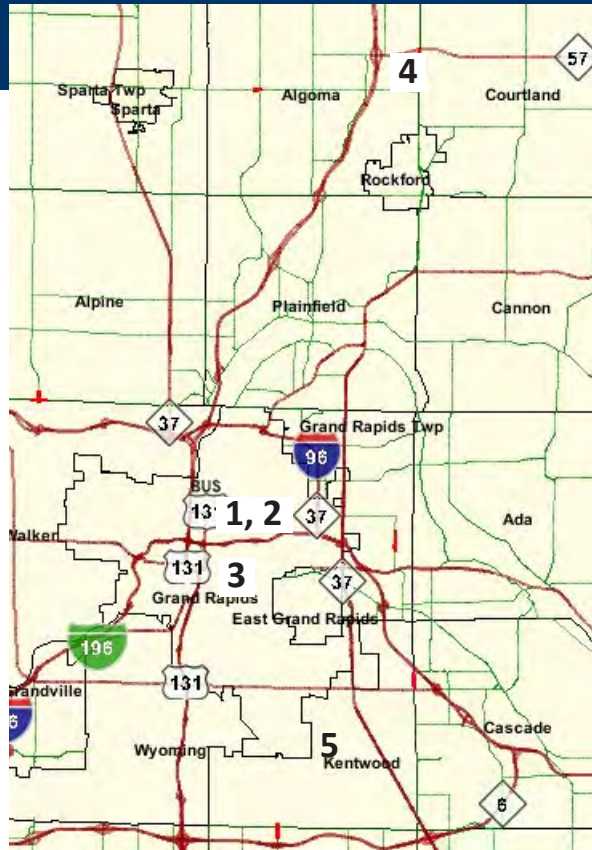 4
57
Sparta Twp
Sparta
Algoma
Courtland
Rockford
Alpine
Plainfield
Cannon
37
Grand Rapids Twp
96
BUS
131
1, 2
37
Ada
Walker
131
3
37
Grand Rapids
East Grand Rapids
196
131
Grandville
6
Cascade
Wyoming
5
Kentwood
6